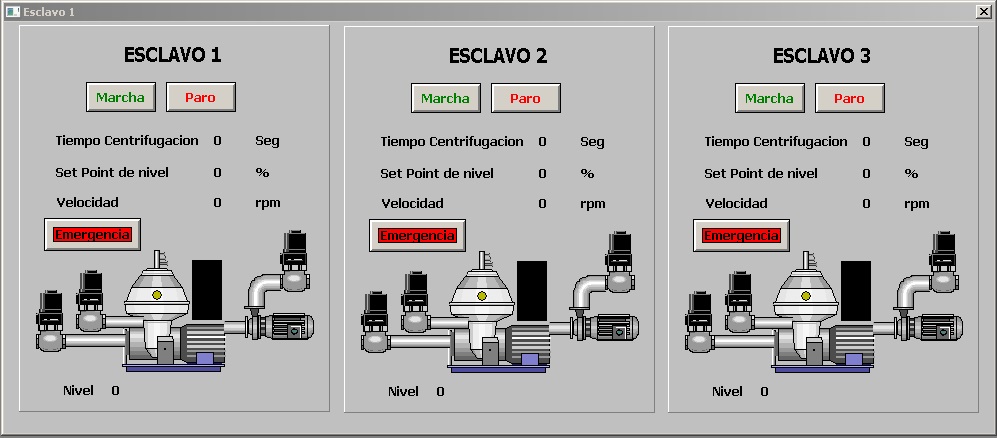 Esclavo 1
ESCLAVO 1
Marcha Paro
Tiempo Centrifugacion 0 Seg
Set Point de nivel 0 %
Velocidad 0 rpm
Emergencia
Nivel 0
ESCLAVO 2
Marcha Paro
Tiempo Centrifugacion 0 Seg
Set Point de nivel 0 %
Velocidad 0 rpm
Emergencia
Nivel 0
ESCLAVO 3
Marcha Paro
Tiempo Centrifugacion 0 Seg
Set Point de nivel 0 %
Velocidad 0 rpm
Emergencia
Nivel 0